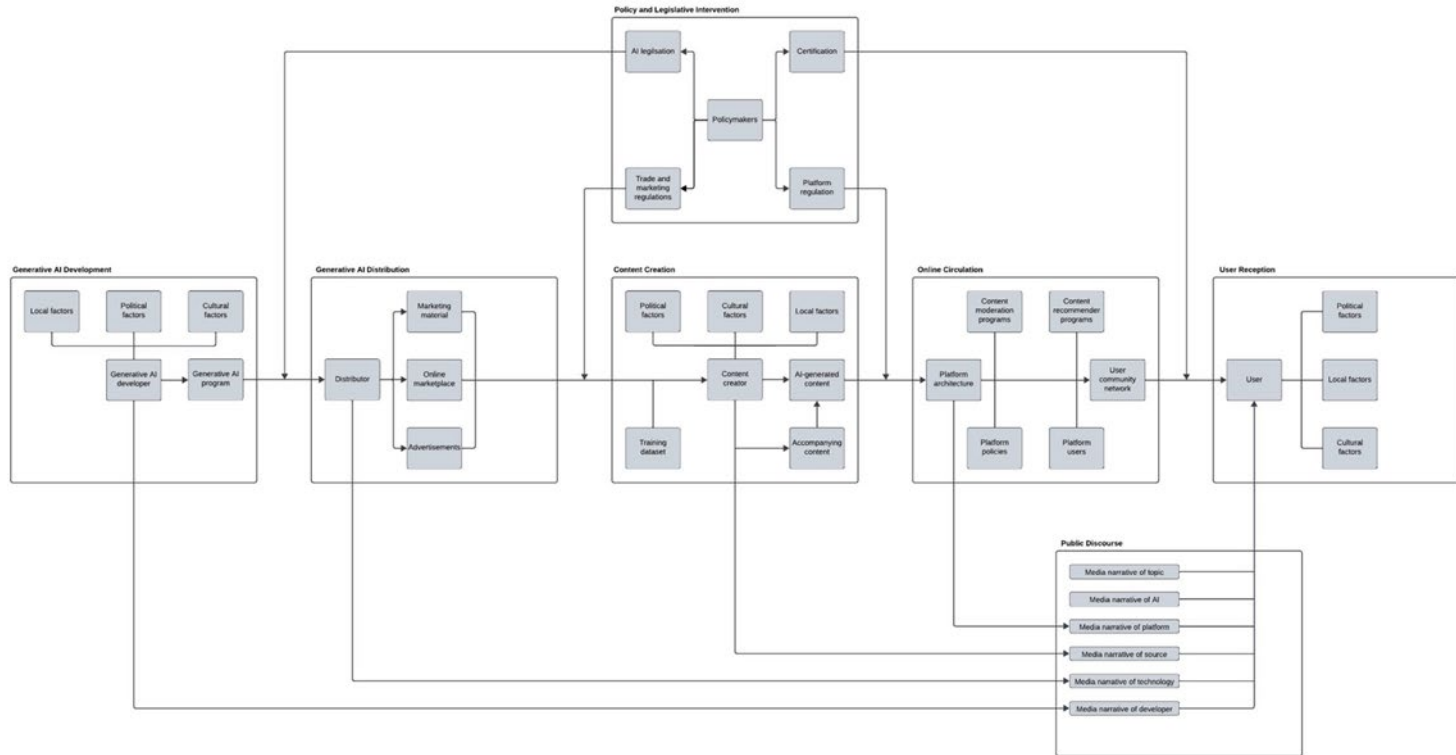 Policy and Legislative Intervention
AI legilsation
Certification
Policymakers
Trade and
marketing
regulations
Platform
regulation
Generative AI Development
Local factors
Political
factors
Cultural
factors
Generative AI
developer
Generative AI
program
Generative AI Distribution
Marketing
material
Distributor
Online
marketplace
Advertisements
Content Creation
Political
factors
Cultural
factors
Local factors
Content
creator
AI-generated
content
Training
dataset
Accompanying
content
Online Circulation
Content
moderation
programs
Content
recommender
programs
Platform
architecture
User
community
network
Platform
policies
Platform
users
User Reception
Political
factors
User
Local factors
Cultural
factors
Public Discourse
Media narrative of topic
Media narrative of AI
Media narrative of platform
Media narrative of source
Media narrative of technology
Media narrative of developer